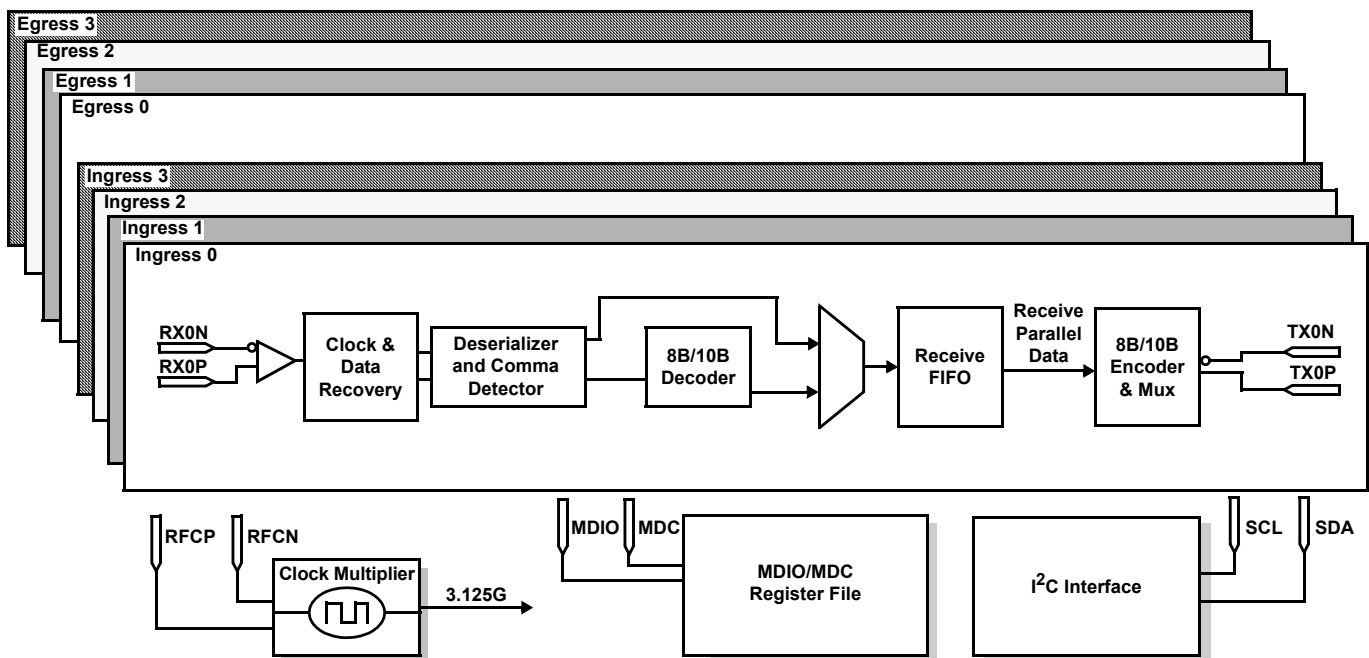 Egress 3
Egress 2
Egress 1
Egress 0
Ingress 3
Ingress 2
Ingress 1
Ingress 0
RX0N
RX0P
Clock &
Data
Recovery
Deserializer
and Comma
Detector
8B/10B
Decoder
Receive
FIFO
Receive
Parallel
Data
8B/10B
Encoder
& Mux
TX0N
TX0P
RFCP
RFCN
Clock Multiplier
3.125G
MDIO
MDC
MDIO/MDC
Register File
I²C Interface
SCL
SDA